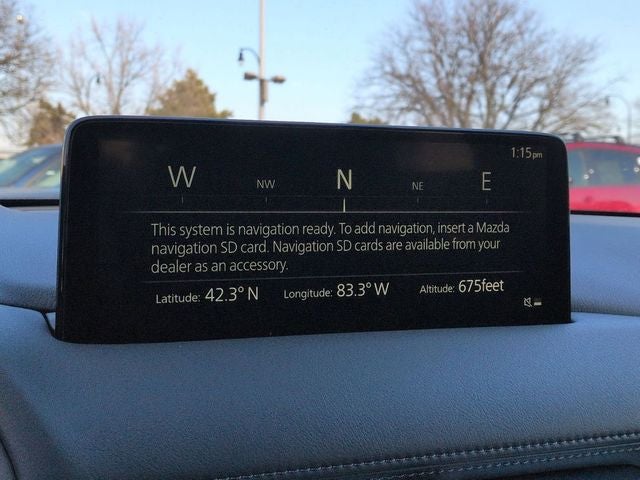 1:15pm
W NW N NE E
This system is navigation ready. To add navigation, insert a Mazda
navigation SD card. Navigation SD cards are available from your
dealer as an accessory.
Latitude: 42.3° N Longitude: 83.3° W Altitude: 675feet